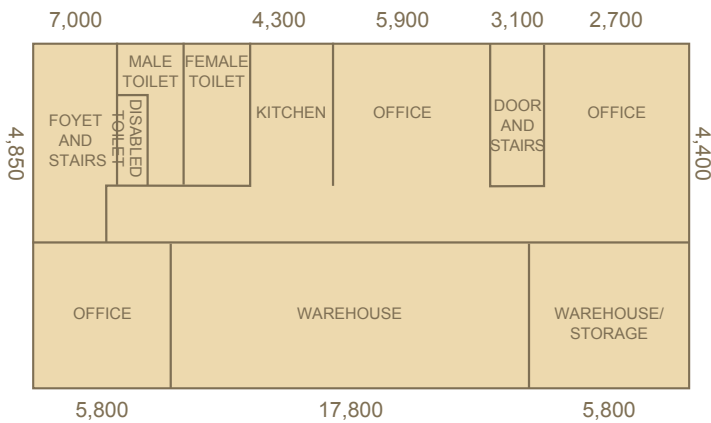 7,000 4,300 5,900 3,100 2,700
MALE
TOILET
FEMALE
TOILET
DISABLED
TOILET
FOYET
AND
STAIRS
KITCHEN
OFFICE
DOOR
AND
STAIRS
OFFICE
4,850
4,400
OFFICE
WAREHOUSE
WAREHOUSE/
STORAGE
5,800 17,800 5,800